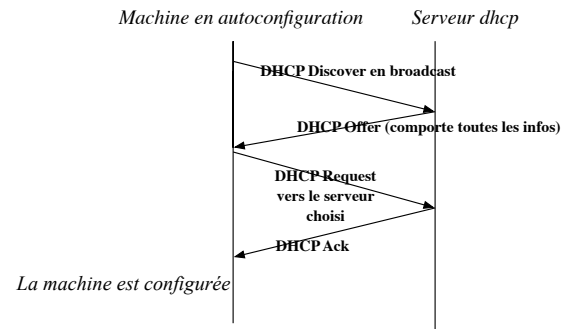 Machine en autoconfiguration
Serveur dhcp
DHCP Discover en broadcast
DHCP Offer (comporte toutes les infos)
DHCP Request
vers le serveur
choisi
DHCP Ack
La machine est configurée